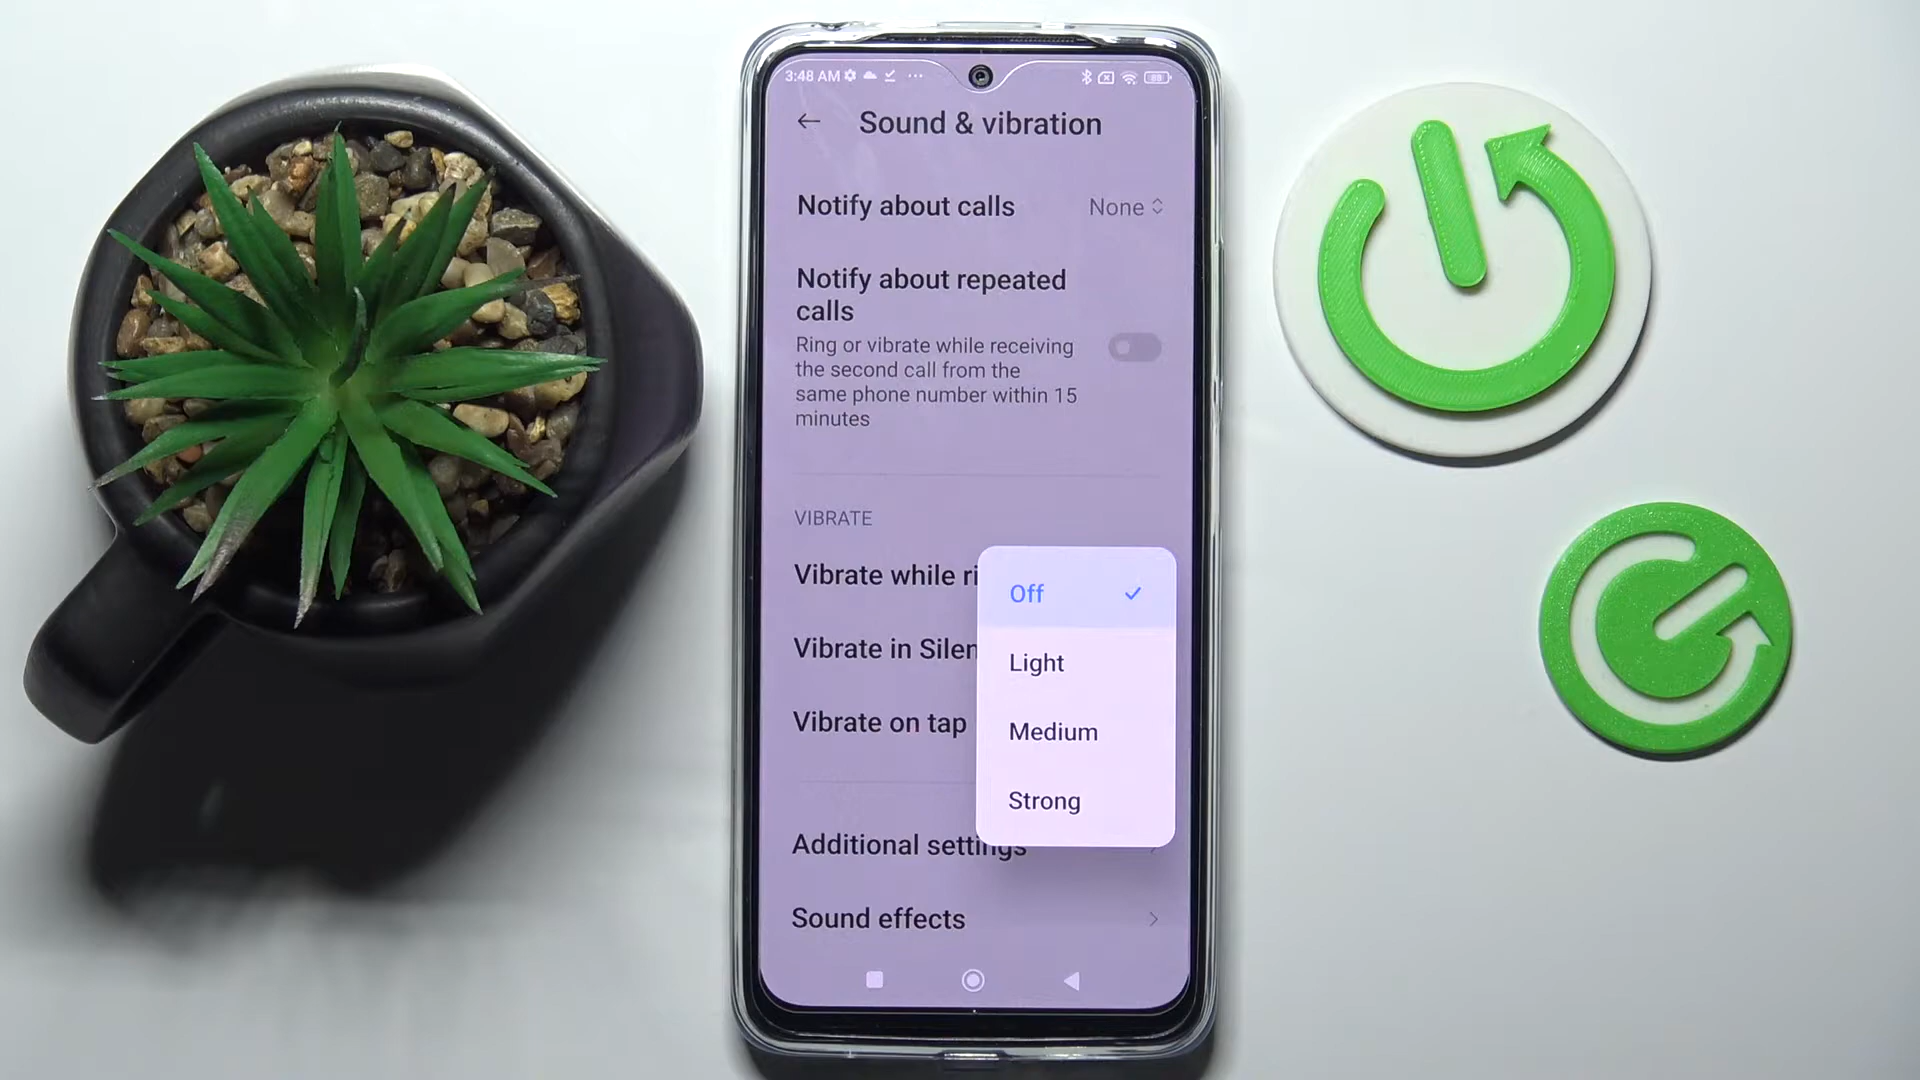 3:48 AM
88
Sound & vibration
Notify about calls
None
Notify about repeated
calls
Ring or vibrate while receiving
the second call from the
same phone number within 15
minutes
VIBRATE
Vibrate while ri
Off
Vibrate in Silen
Light
Vibrate on tap
Medium
Strong
Additional settings
Sound effects